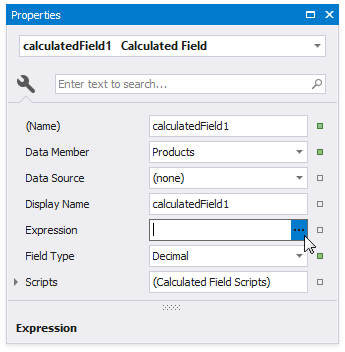 Properties
calculatedField1 Calculated Field
Enter text to search...
(Name) calculatedField1
Data Member Products
Data Source (none)
Display Name calculatedField1
Expression ...
Field Type Decimal
Scripts (Calculated Field Scripts)
Expression